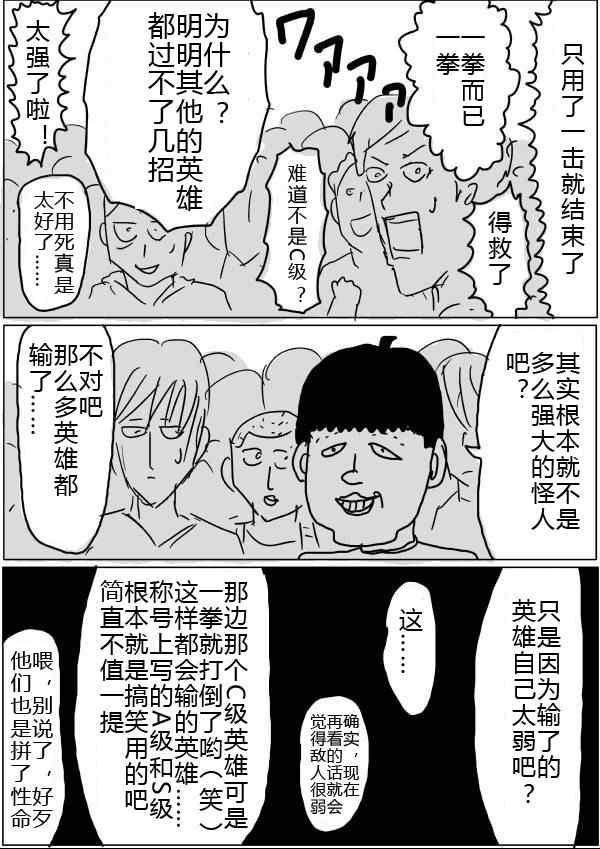 只用了一击就结束了
一拳而已
一拳
得救了
ワァァァ
难道不是C级？
为什么？
明明其他的英雄
都过不了几招
太强了啦！
不用死真是
太好了……
其实根本就不是
多么强大的怪人
吧？
不对吧
那么多英雄都
输了……
只是因为输了的
英雄自己太弱吧？
这……
确实，现在
再看的话就会
觉得敌人很弱
那边那个C级英雄可是
一拳就打倒了哟（笑）
这样都会输的英雄……
称号上写的A级和S级
根本就是搞笑用的吧
简直不值一提
喂，别说了，好歹
他们也是拼了性命